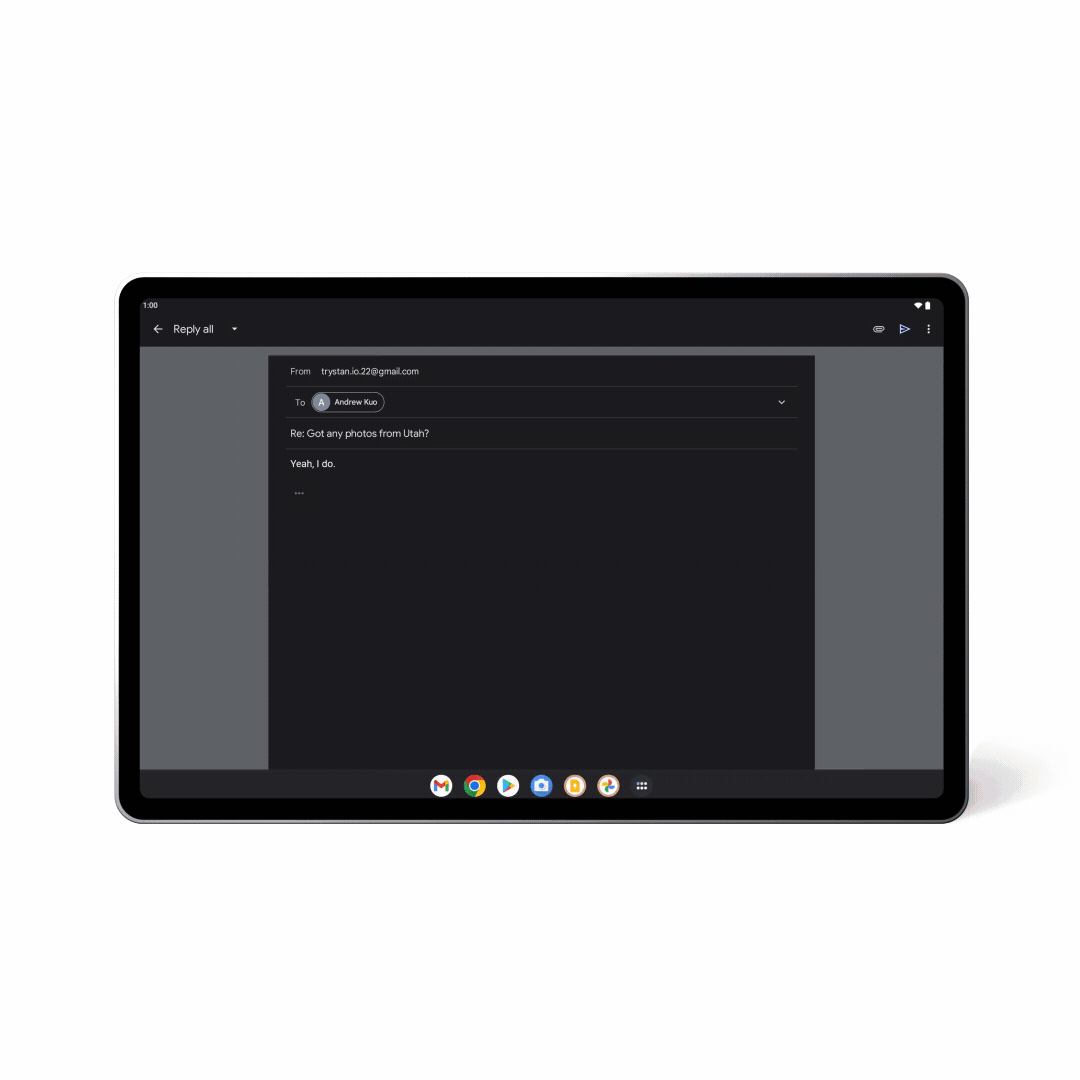 1:00
Reply all
From trystan.io.22@gmail.com
To A Andrew Kuo
Re: Got any photos from Utah?
Yeah, I do.